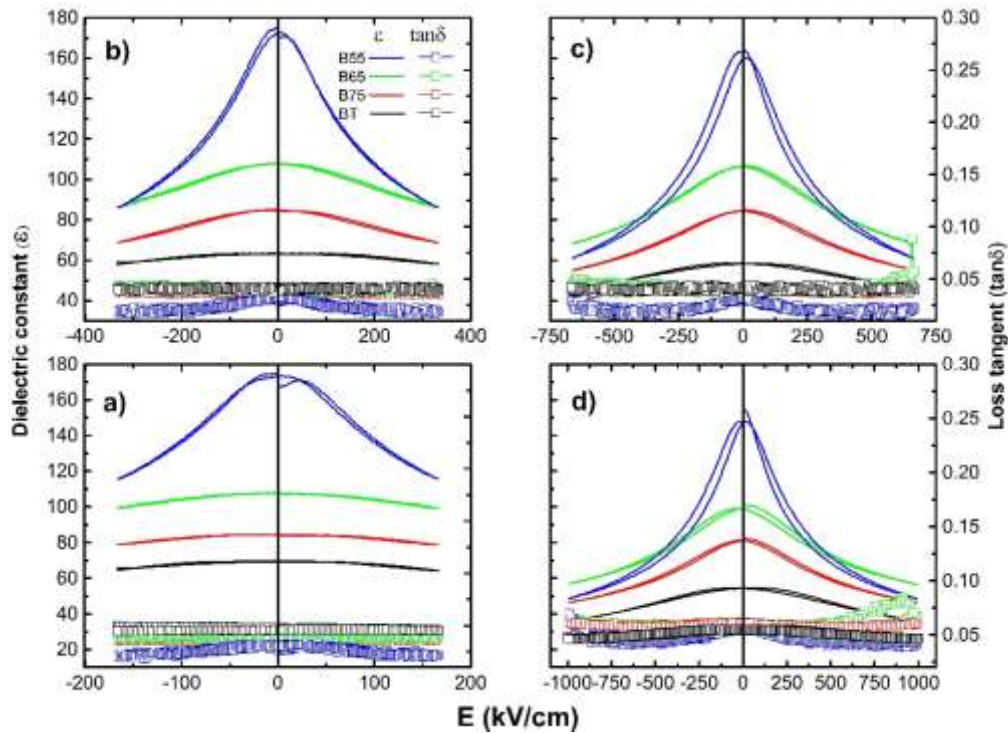 b)
ε tanδ
B55
B65
B75
BT
180
160
140
120
100
80
60
40
-400 -200 0 200 400
c)
0.30
0.25
0.20
0.15
0.10
0.05
-750 -500 -250 0 250 500 750
a)
180
160
140
120
100
80
60
40
20
-200 -100 0 100 200
d)
0.30
0.25
0.20
0.15
0.10
0.05
-1000 -750 -500 -250 0 250 500 750 1000
Dielectric constant (ε)
Loss tangent (tanδ)
E (kV/cm)